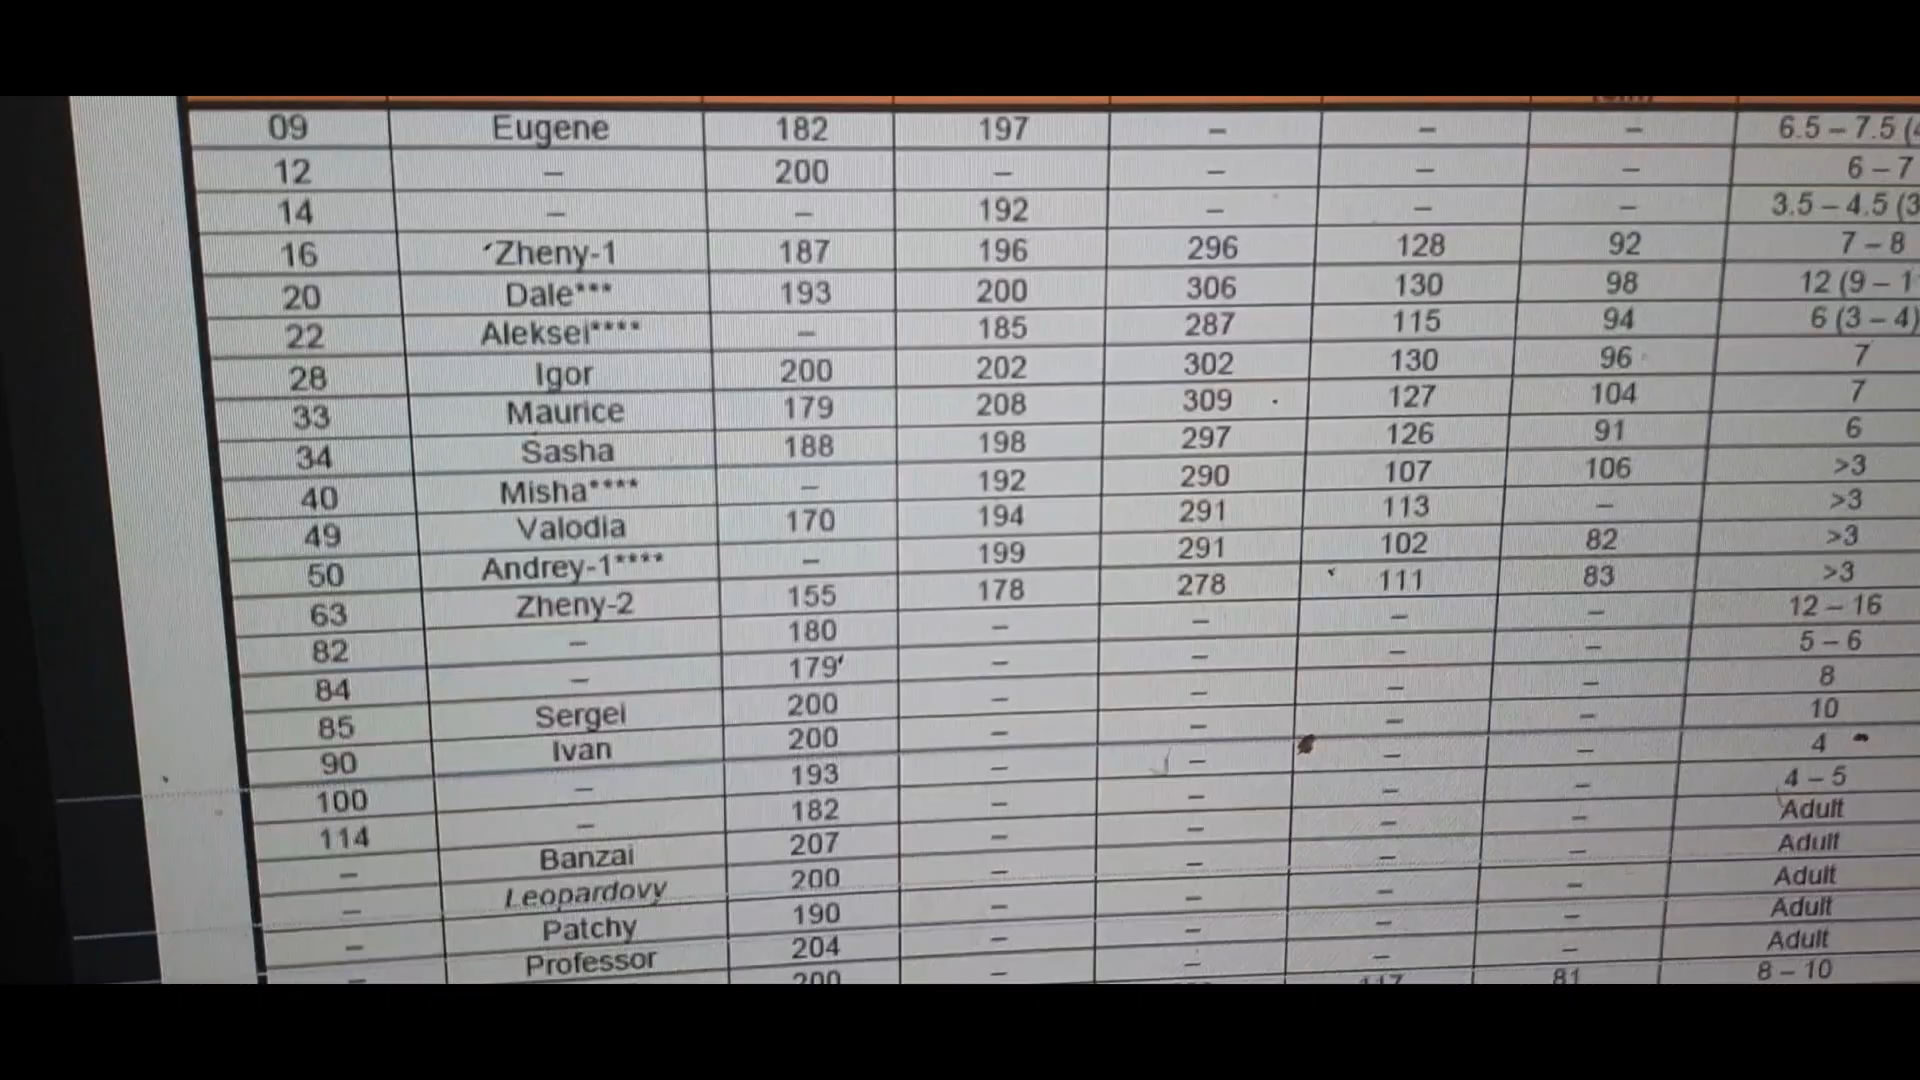 09 Eugene 182 197 – – – 6.5 – 7.5 (4
12 – 200 – – – – 6 – 7
14 – – 192 – – – 3.5 – 4.5 (3
16 Zheny-1 187 196 296 128 92 7 – 8
20 Dale*** 193 200 306 130 98 12 (9 – 1
22 Aleksei**** – 185 287 115 94 6 (3 – 4)
28 Igor 200 202 302 130 96 7
33 Maurice 179 208 309 127 104 7
34 Sasha 188 198 297 126 91 6
40 Misha**** – 192 290 107 106 >3
49 Valodia 170 194 291 113 – >3
50 Andrey-1**** – 199 291 102 82 >3
63 Zheny-2 155 178 278 111 83 >3
82 – 180 – – – – 12 – 16
84 – 179 – – – – 5 – 6
85 Sergei 200 – – – – 8
90 Ivan 200 – – – – 10
100 – 193 – – – – 4
114 – 182 – – – – 4 – 5
– Banzai 207 – – – – Adult
– Leopardovy 200 – – – – Adult
– Patchy 190 – – – – Adult
– Professor 204 – – – – Adult
200 – – – – Adult
117 81 8 – 10